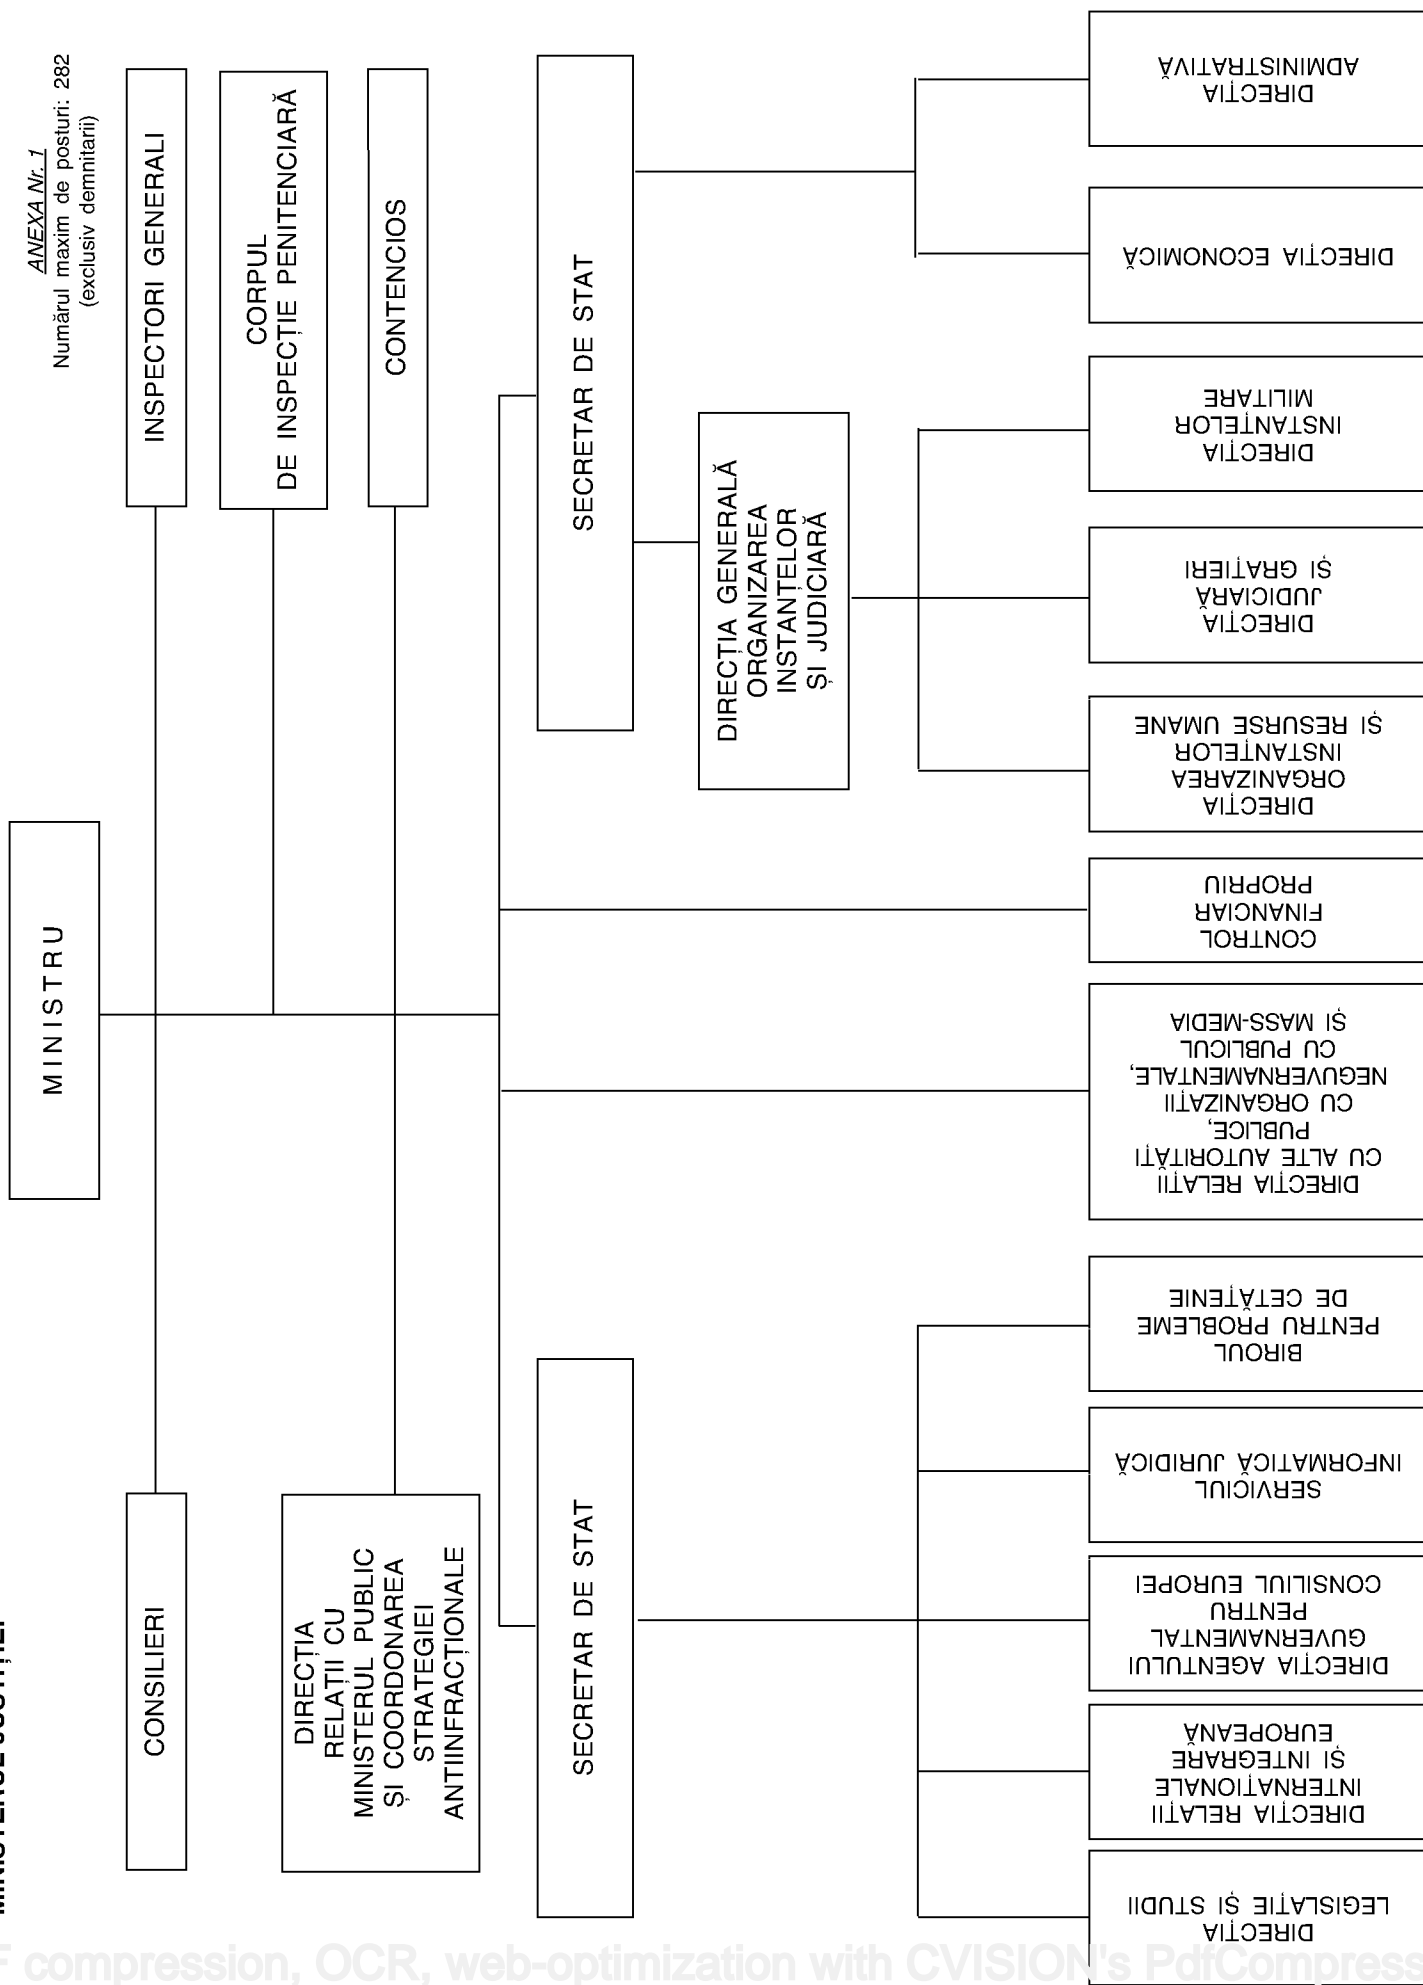 MINISTERUL JUSTIȚIEI
ANEXA Nr. 1
Numărul maxim de posturi: 282
(exclusiv demnitarii)
MINISTRU
CONSILIERI
INSPECTORI GENERALI
CORPUL
DE INSPECȚIE PENITENCIARĂ
DIRECȚIA
RELAȚII CU
MINISTERUL PUBLIC
ȘI COORDONAREA
STRATEGIEI
ANTIINFRACȚIONALE
CONTENCIOS
SECRETAR DE STAT
SECRETAR DE STAT
DIRECȚIA GENERALĂ
ORGANIZAREA
INSTANȚELOR
ȘI JUDICIARĂ
DIRECȚIA
LEGISLAȚIE ȘI STUDII
DIRECȚIA RELAȚII
INTERNAȚIONALE
ȘI INTEGRARE
EUROPEANĂ
DIRECȚIA AGENTULUI
GUVERNAMENTAL
PENTRU
CONSILIUL EUROPEI
SERVICIUL
INFORMATICĂ JURIDICĂ
BIROUL
PENTRU PROBLEME
DE CETĂȚENIE
DIRECȚIA RELAȚII
CU ALTE AUTORITĂȚI
PUBLICE,
CU ORGANIZAȚII
NEGUVERNAMENTALE,
CU PUBLICUL
ȘI MASS-MEDIA
CONTROL
FINANCIAR
PROPRIU
DIRECȚIA
ORGANIZAREA
INSTANȚELOR
ȘI RESURSE UMANE
DIRECȚIA
JUDICIARĂ
ȘI GRAȚIERI
DIRECȚIA
INSTANȚELOR
MILITARE
DIRECȚIA ECONOMICĂ
DIRECȚIA
ADMINISTRATIVĂ
F compression, OCR, web-optimization with CVISION's PdfCompress